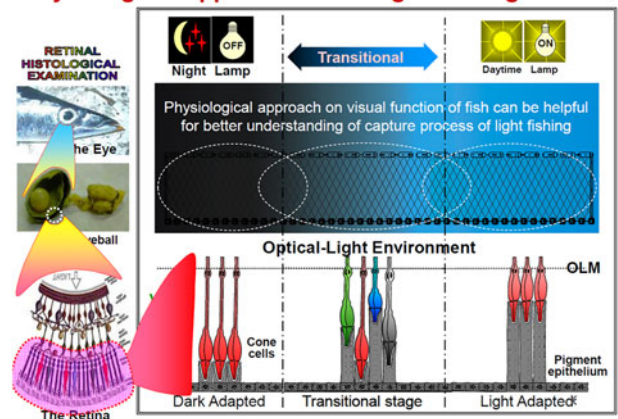 RETINAL
HISTOLOGICAL
EXAMINATION
he Eye
eball
The Retina
OFF
Night Lamp
Transitional
ON
Daytime Lamp
Physiological approach on visual function of fish can be helpful
for better understanding of capture process of light fishing
Optical-Light Environment
OLM
Cone
cells
Pigment
epithelium
Dark Adapted
Transitional stage
Light Adapted